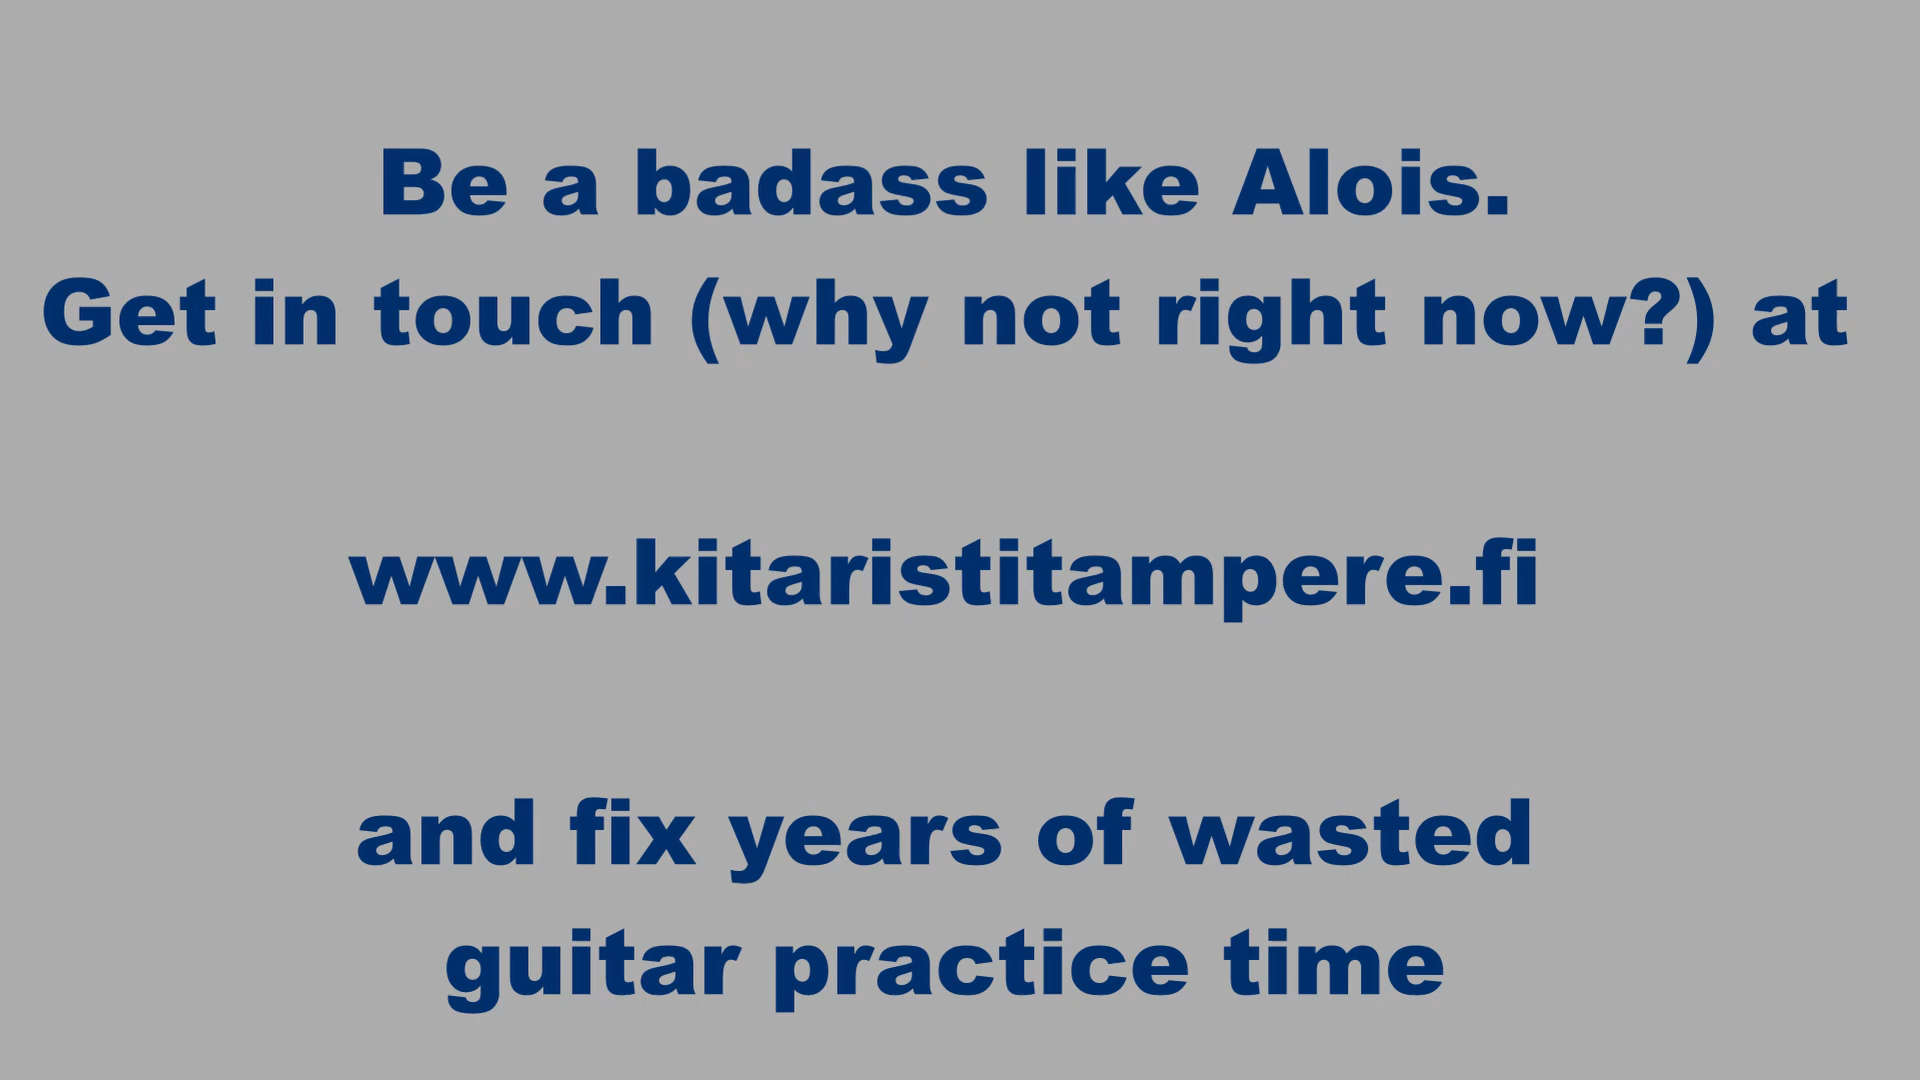 Be a badass like Alois.
Get in touch (why not right now?) at
www.kitaristitampere.fi
and fix years of wasted
guitar practice time